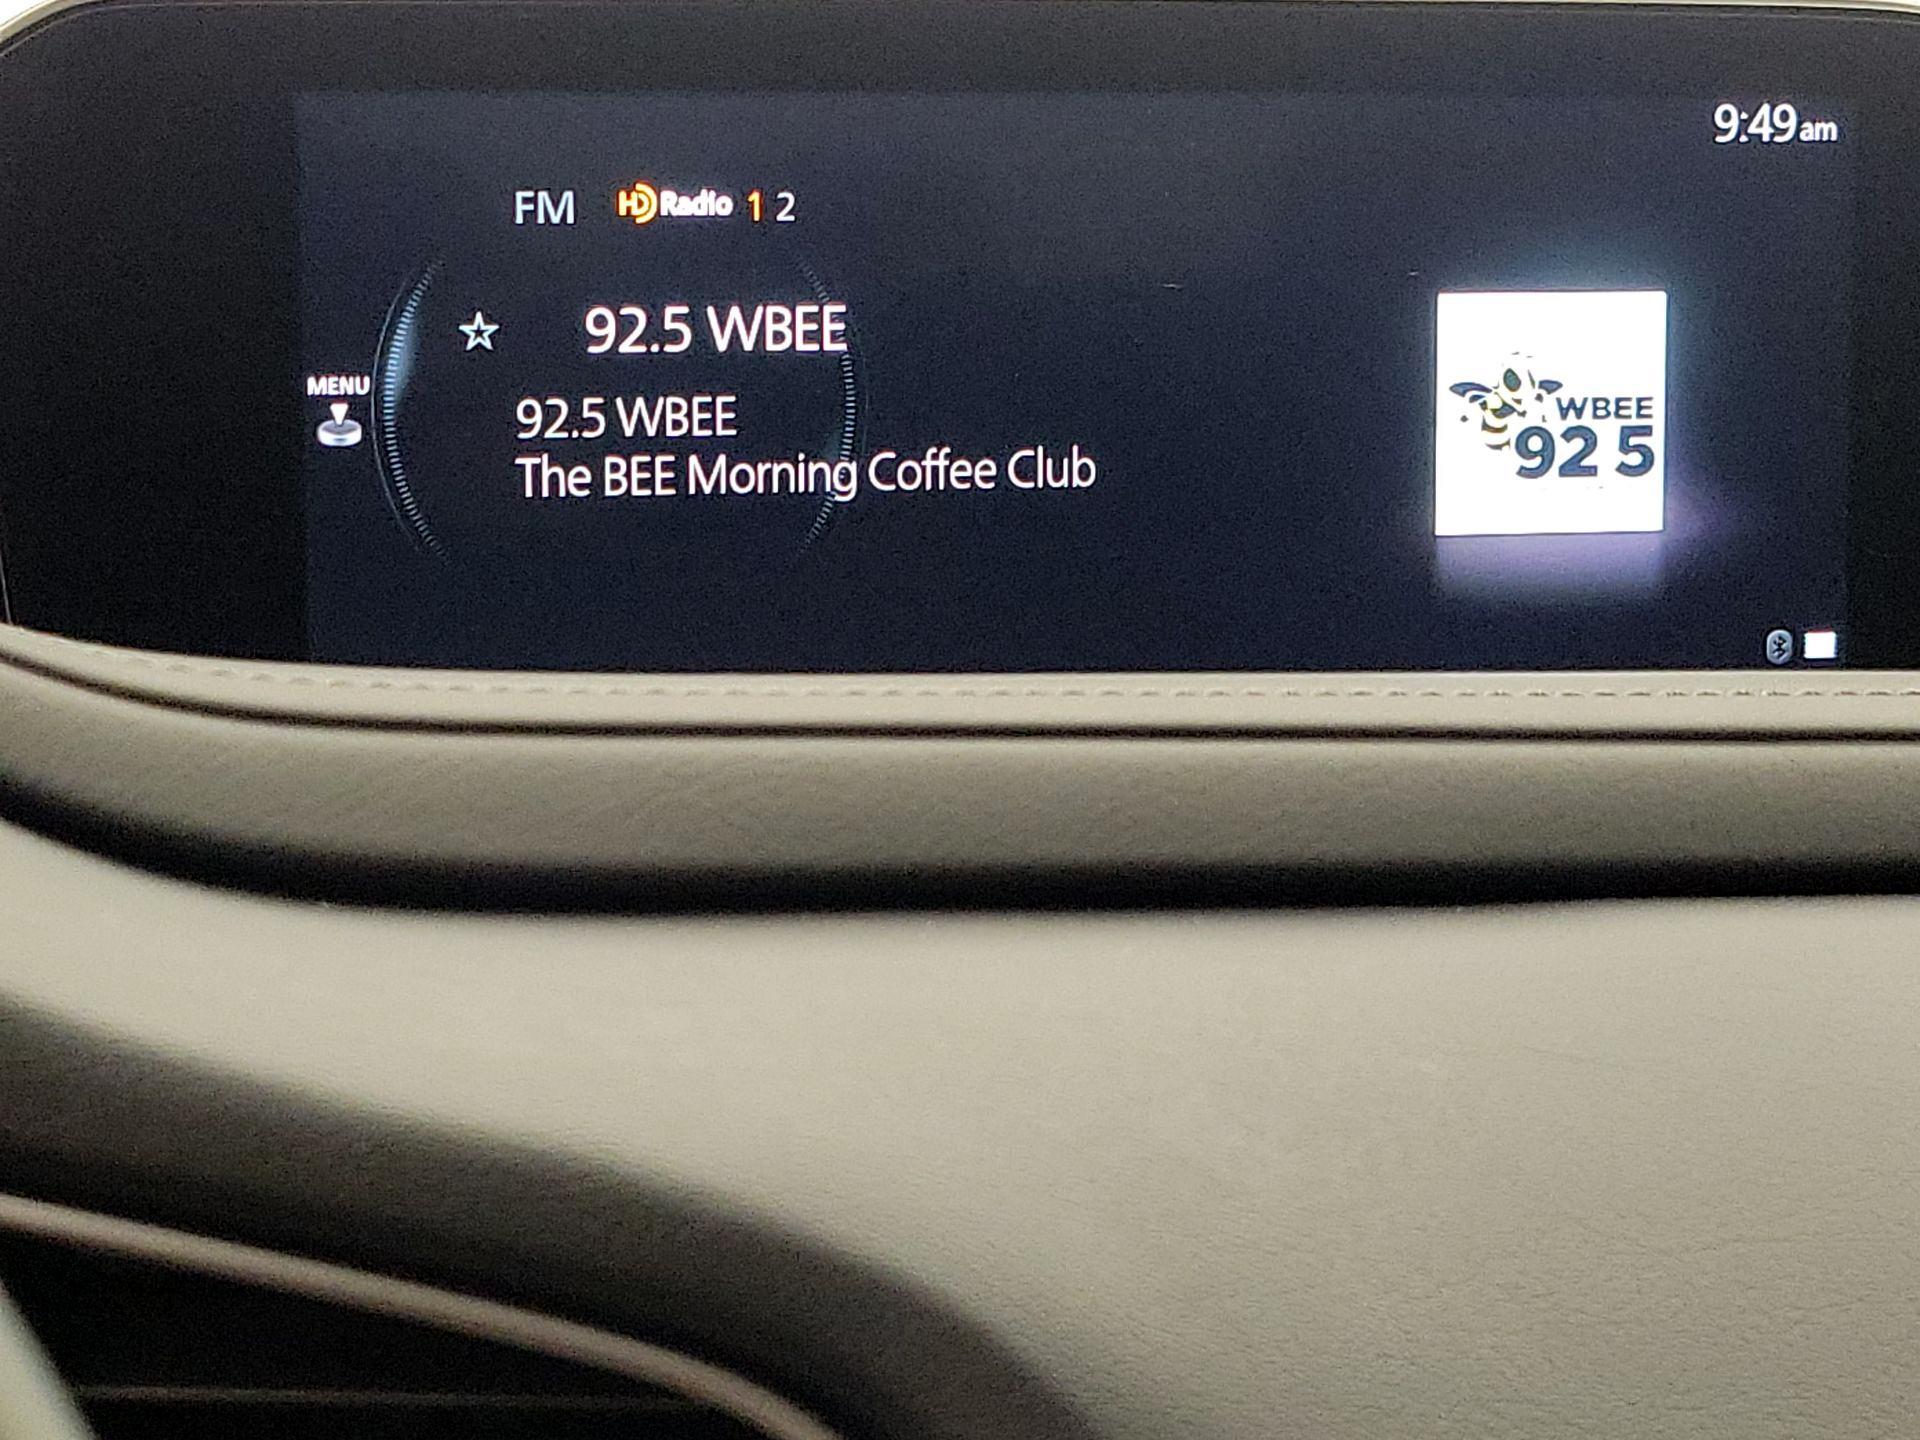 9:49am
FM HD Radio 1 2
92.5 WBEE
MENU
92.5 WBEE
The BEE Morning Coffee Club
WBEE
92 5